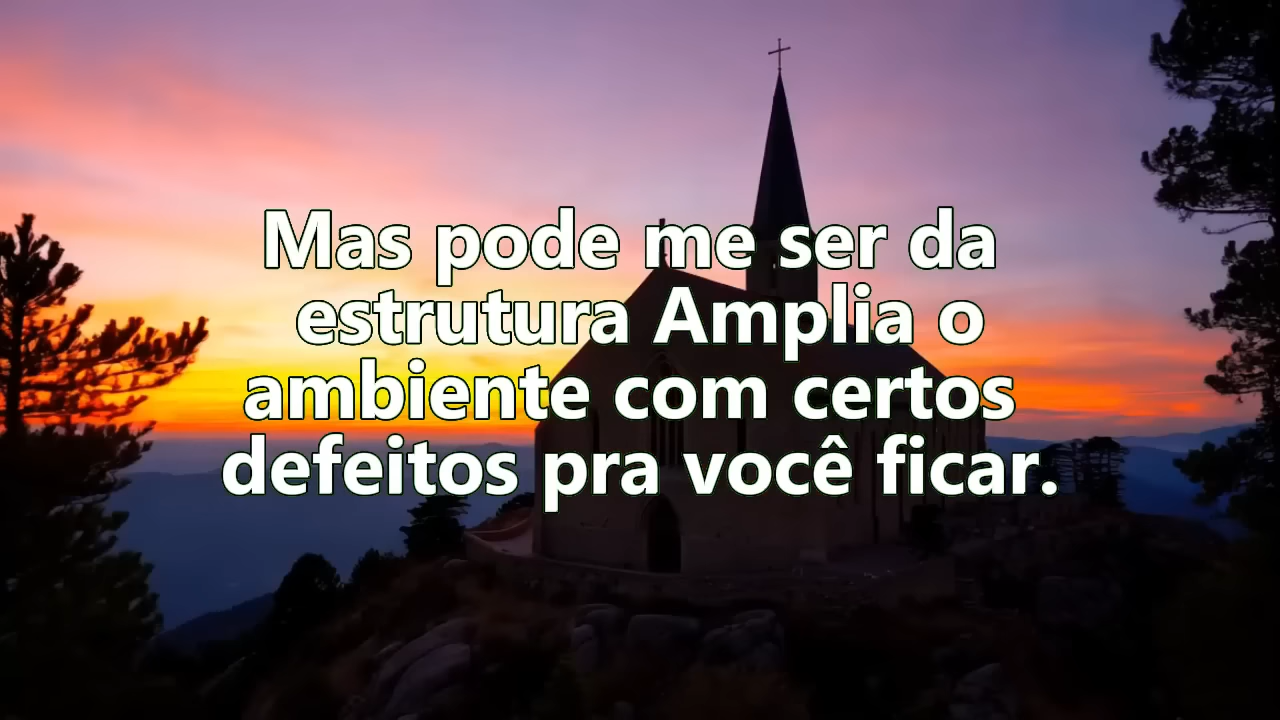 Mas pode me ser da
estrutura Amplia o
ambiente com certos
defeitos pra você ficar.